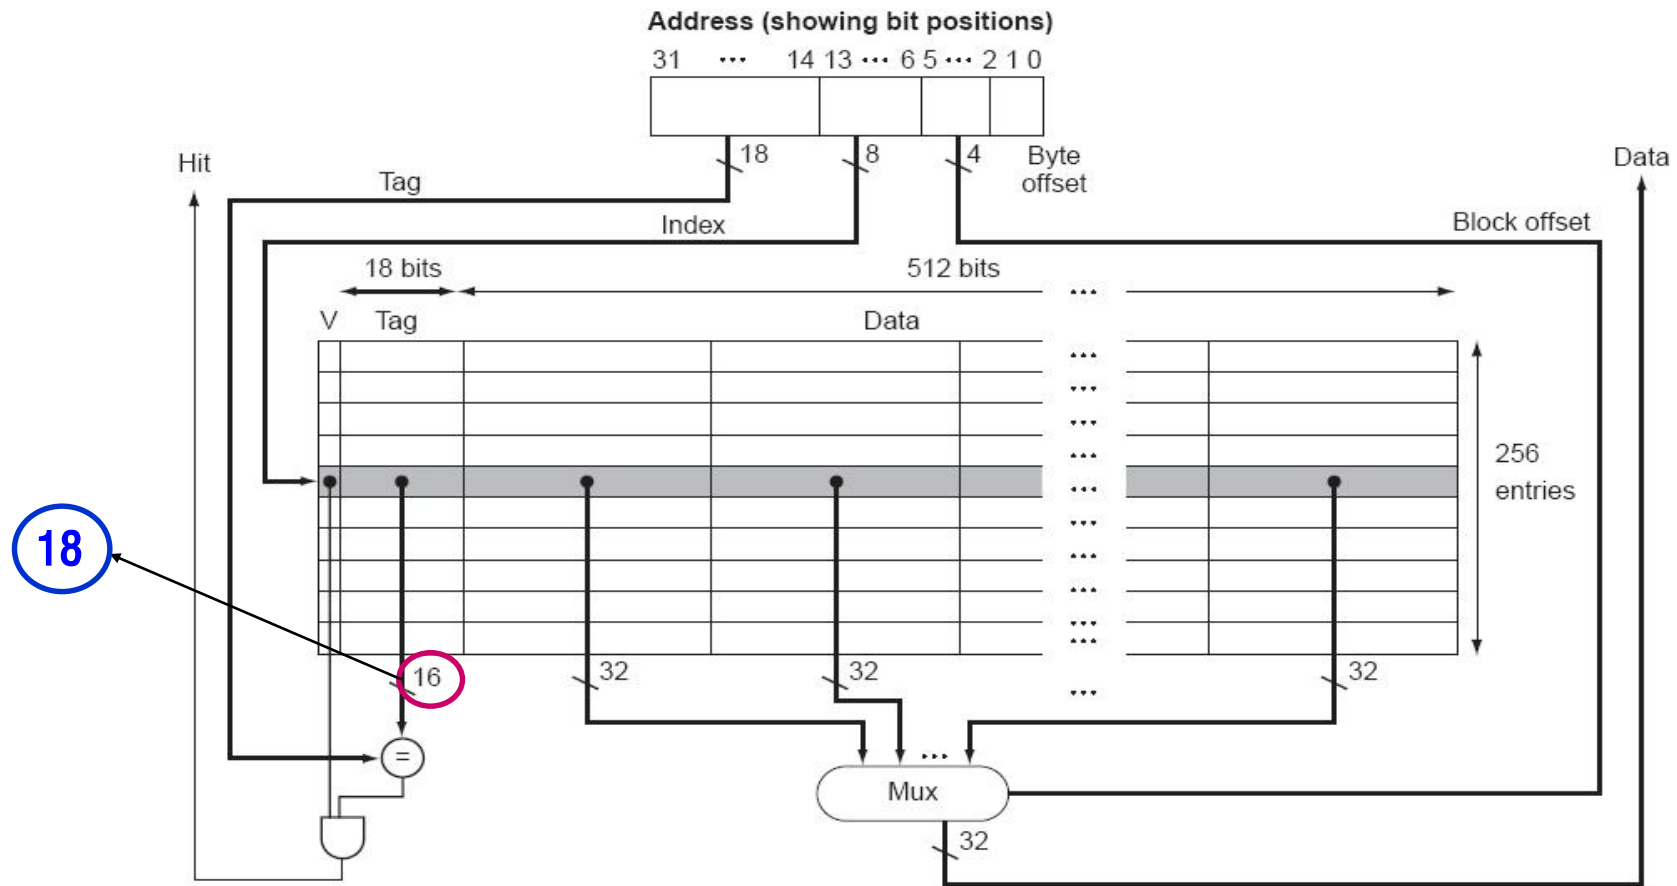 Address (showing bit positions)
31 ... 14 13 ... 6 5 ... 2 1 0
18 8 4 Byte
offset
Hit
Data
Tag
Index
Block offset
18 bits
512 bits
...
V Tag Data
...
...
...
...
...
...
...
...
...
...
256
entries
18
16 32 32 ... 32
=
...
Mux
32